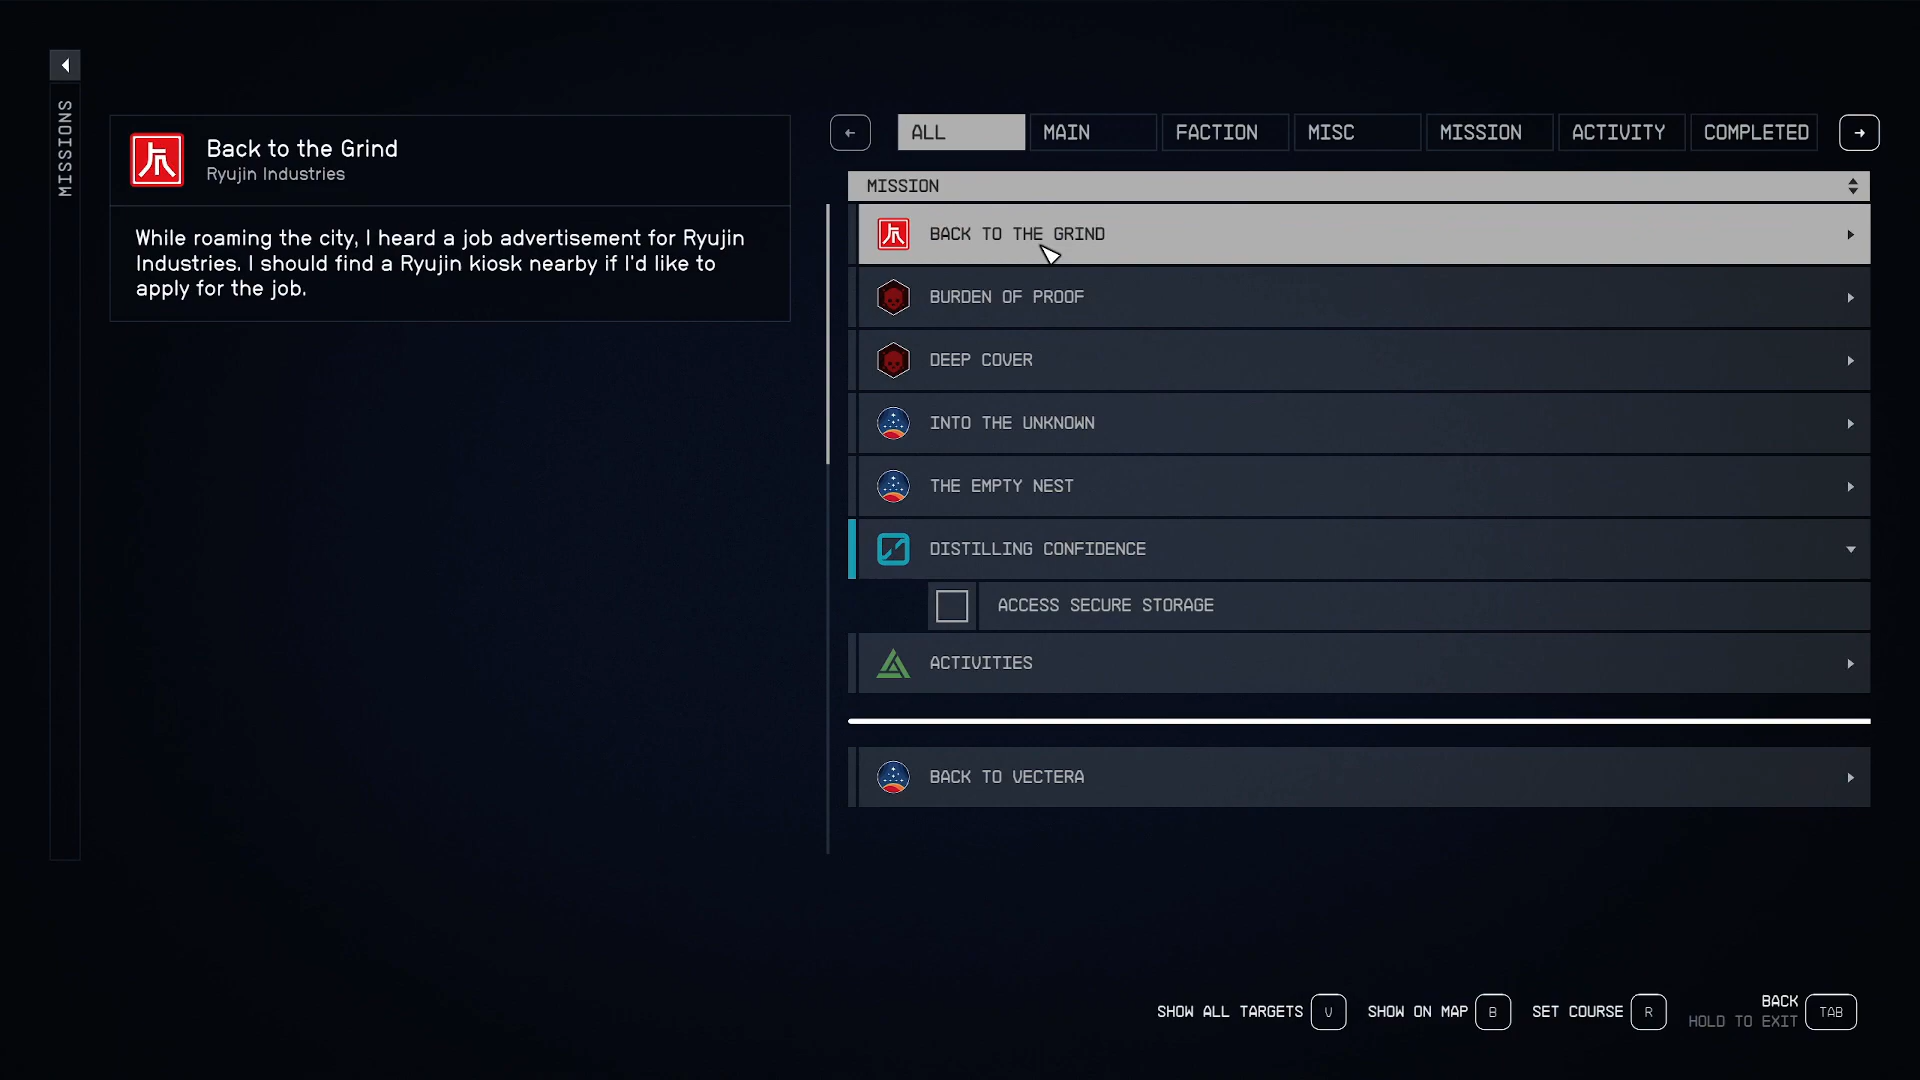 MISSIONS
Back to the Grind
Ryujin Industries
While roaming the city, I heard a job advertisement for Ryujin
Industries. I should find a Ryujin kiosk nearby if I'd like to
apply for the job.
ALL MAIN FACTION MISC MISSION ACTIVITY COMPLETED
MISSION
BACK TO THE GRIND
BURDEN OF PROOF
DEEP COVER
INTO THE UNKNOWN
THE EMPTY NEST
DISTILLING CONFIDENCE
ACCESS SECURE STORAGE
ACTIVITIES
BACK TO VECTERA
SHOW ALL TARGETS V SHOW ON MAP B SET COURSE R BACK TAB
HOLD TO EXIT